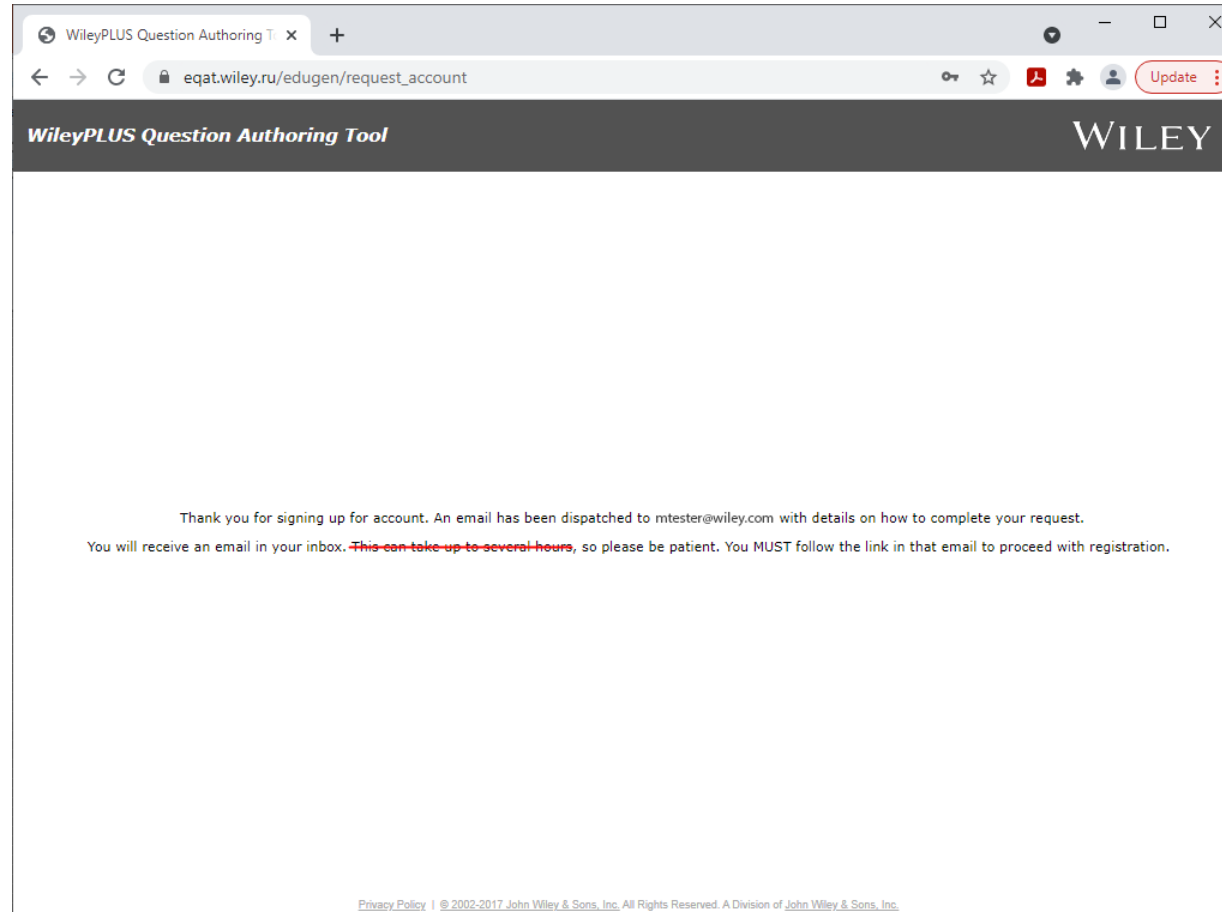 WileyPLUS Question Authoring To
eqat.wiley.ru/edugen/request_account
Update
WileyPLUS Question Authoring Tool
WILEY
Thank you for signing up for account. An email has been dispatched to mtester@wiley.com with details on how to complete your request.
You will receive an email in your inbox. This can take up to several hours, so please be patient. You MUST follow the link in that email to proceed with registration.
Privacy Policy | © 2002-2017 John Wiley & Sons, Inc. All Rights Reserved. A Division of John Wiley & Sons, Inc.